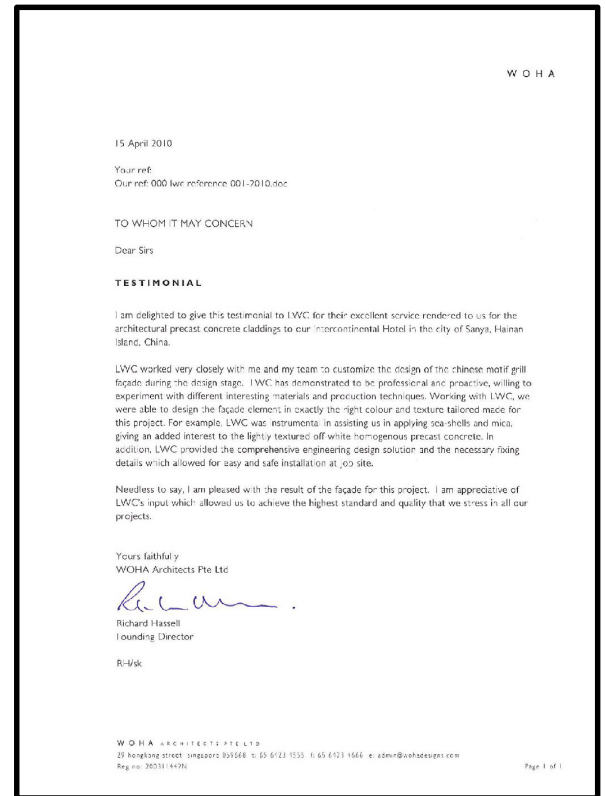 W O H A
15 April 2010
Your ref:
Our ref: 000 lwc reference 001-2010.doc
TO WHOM IT MAY CONCERN
Dear Sirs
TESTIMONIAL
I am delighted to give this testimonial to LWC for their excellent service rendered to us for the
architectural precast concrete claddings to our Intercontinental Hotel in the city of Sanya, Hainan
Island, China.
LWC worked very closely with me and my team to customize the design of the chinese motif grill
façade during the design stage. LWC has demonstrated to be professional and proactive, willing to
experiment with different interesting materials and production techniques. Working with LWC, we
were able to design the façade element in exactly the right colour and texture tailored made for
this project. For example, LWC was instrumental in assisting us in applying sea-shells and mica,
giving an added interest to the lightly textured off-white homogenous precast concrete. In
addition, LWC provided the comprehensive engineering design solution and the necessary fixing
details which allowed for easy and safe installation at job site.
Needless to say, I am pleased with the result of the façade for this project. I am appreciative of
LWC's input which allowed us to achieve the highest standard and quality that we stress in all our
projects.
Yours faithfully
WOHA Architects Pte Ltd
Richard Hassell
Founding Director
RH/sk
W O H A ARCHITECTS PTE LTD
29 hongkong street singapore 059668 t: 65 6423 4555 f: 65 6423 4666 e: admin@wohadesigns.com
Reg no: Page 1 of 1